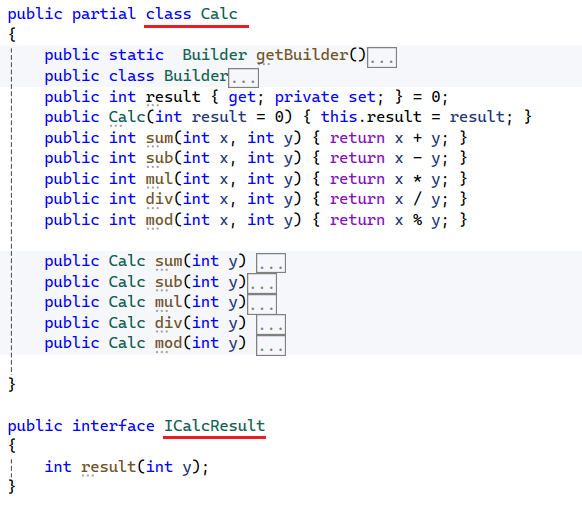 public partial class Calc
{
    public static  Builder getBuilder()...
    public class Builder...
    public int result { get; private set; } = 0;
    public Calc(int result = 0) { this.result = result; }
    public int sum(int x, int y) { return x + y; }
    public int sub(int x, int y) { return x - y; }
    public int mul(int x, int y) { return x * y; }
    public int div(int x, int y) { return x / y; }
    public int mod(int x, int y) { return x % y; }

    public Calc sum(int y) ...
    public Calc sub(int y)...
    public Calc mul(int y)...
    public Calc div(int y) ...
    public Calc mod(int y) ...

}

public interface ICalcResult
{
    int result(int y);
}